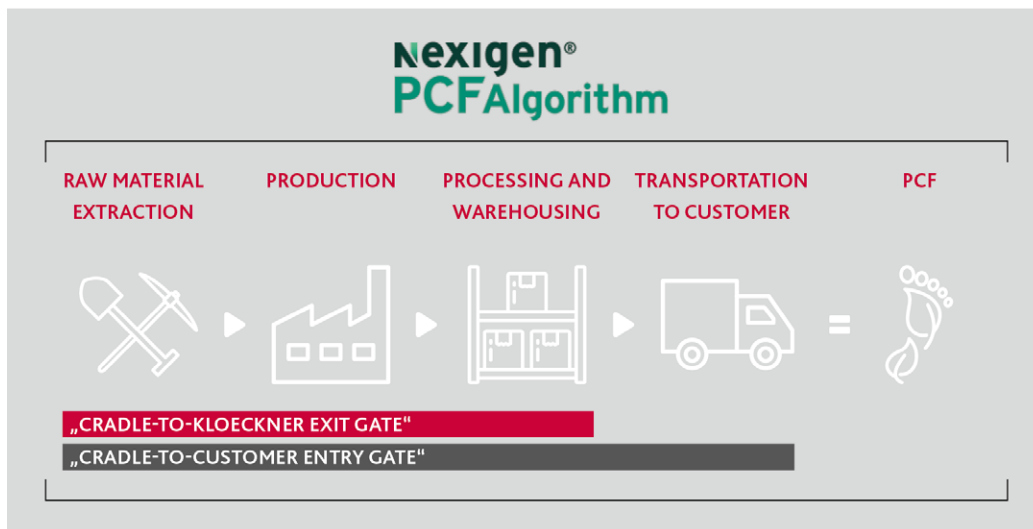 Nexigen®
PCFAlgorithm
RAW MATERIAL
EXTRACTION
PRODUCTION
PROCESSING AND
WAREHOUSING
TRANSPORTATION
TO CUSTOMER
PCF
=
„CRADLE-TO-KLOECKNER EXIT GATE“
„CRADLE-TO-CUSTOMER ENTRY GATE“